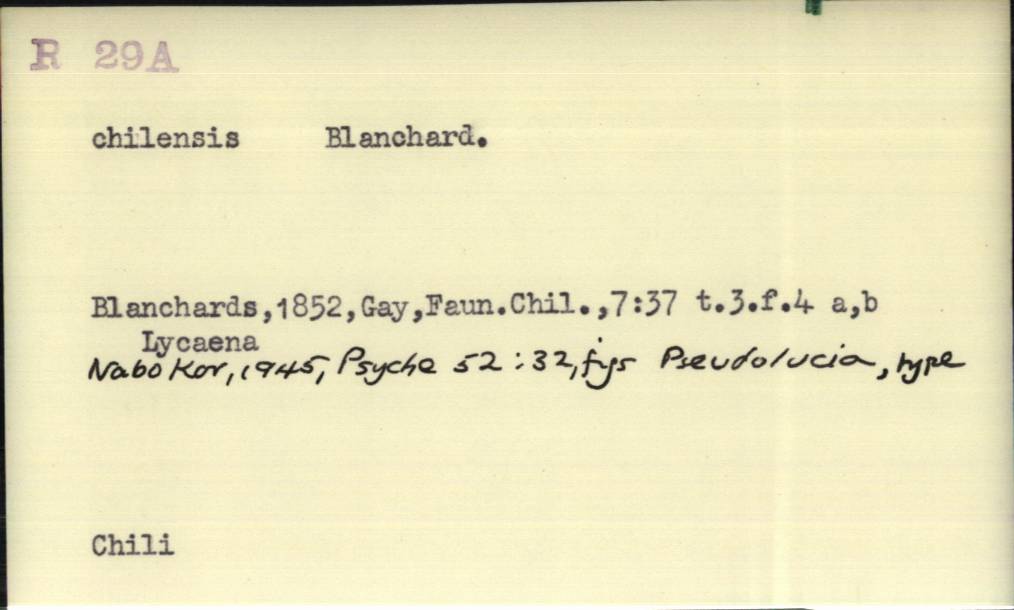 R 29A
chilensis Blanchard.
Blanchards,1852,Gay,Faun.Chil.,7:37 t.3.f.4 a,b
Lycaena
Nabokov, 1945, Psyche 52:32, figs Pseudolucia, type
Chili